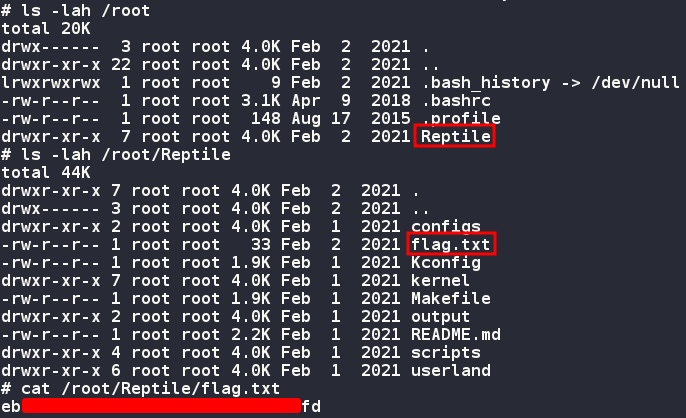 # ls -lah /root
total 20K
drwx------  3 root root 4.0K Feb  2  2021 .
drwxr-xr-x 22 root root 4.0K Feb  2  2021 ..
lrwxrwxrwx  1 root root    9 Feb  2  2021 .bash_history -> /dev/null
-rw-r--r--  1 root root 3.1K Apr  9  2018 .bashrc
-rw-r--r--  1 root root  148 Aug 17  2015 .profile
drwxr-xr-x  7 root root 4.0K Feb  2  2021 Reptile
# ls -lah /root/Reptile
total 44K
drwxr-xr-x 7 root root 4.0K Feb  2  2021 .
drwx------ 3 root root 4.0K Feb  2  2021 ..
drwxr-xr-x 2 root root 4.0K Feb  1  2021 configs
-rw-r--r-- 1 root root   33 Feb  2  2021 flag.txt
-rw-r--r-- 1 root root 1.9K Feb  1  2021 Kconfig
drwxr-xr-x 7 root root 4.0K Feb  1  2021 kernel
-rw-r--r-- 1 root root 1.9K Feb  1  2021 Makefile
drwxr-xr-x 2 root root 4.0K Feb  1  2021 output
-rw-r--r-- 1 root root 2.2K Feb  1  2021 README.md
drwxr-xr-x 4 root root 4.0K Feb  1  2021 scripts
drwxr-xr-x 6 root root 4.0K Feb  1  2021 userland
# cat /root/Reptile/flag.txt
eb fd